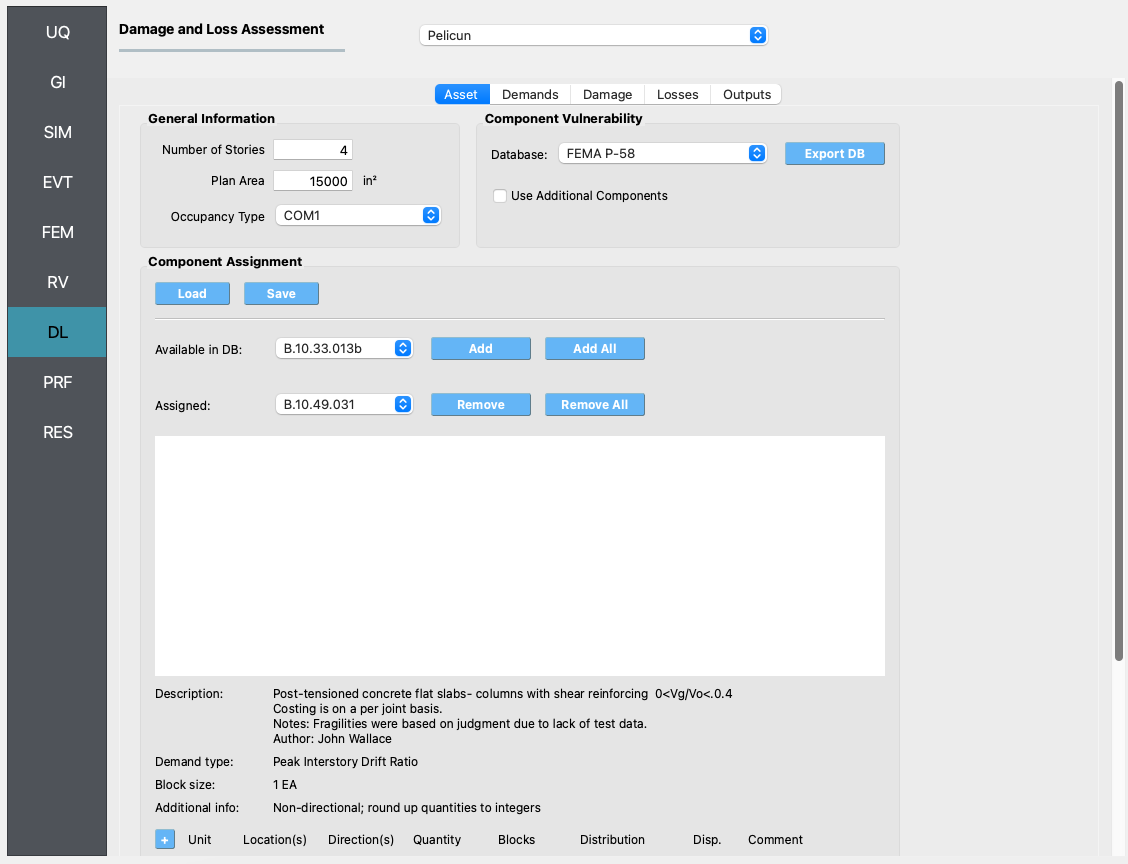 UQ
GI
SIM
EVT
FEM
RV
DL
PRF
RES
Damage and Loss Assessment
Pelicun
Asset Demands Damage Losses Outputs
General Information
Number of Stories 4
Plan Area 15000 in²
Occupancy Type COM1
Component Vulnerability
Database: FEMA P-58 Export DB
Use Additional Components
Component Assignment
Load Save
Available in DB: B.10.33.013b Add Add All
Assigned: B.10.49.031 Remove Remove All
Description: Post-tensioned concrete flat slabs- columns with shear reinforcing 0<Vg/Vo<.0.4
Costing is on a per joint basis.
Notes: Fragilities were based on judgment due to lack of test data.
Author: John Wallace
Demand type: Peak Interstory Drift Ratio
Block size: 1 EA
Additional info: Non-directional; round up quantities to integers
+ Unit Location(s) Direction(s) Quantity Blocks Distribution Disp. Comment